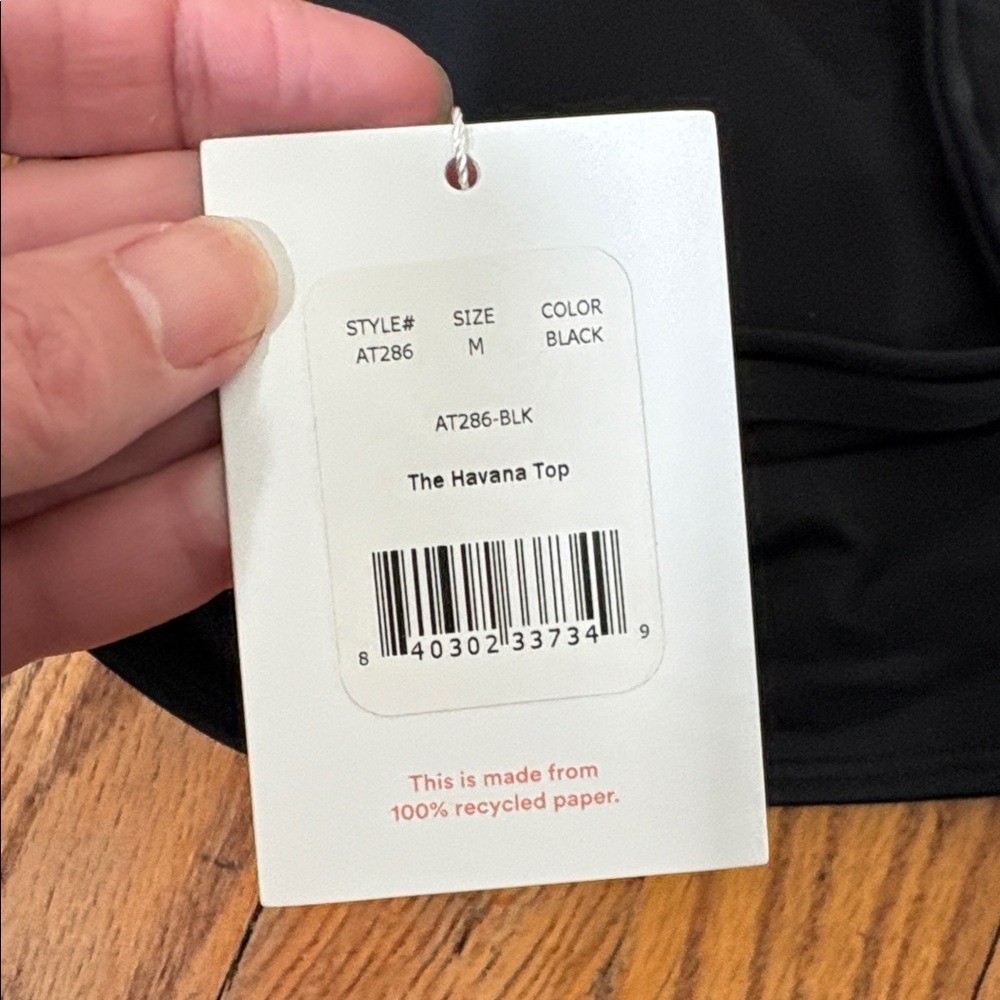 STYLE# SIZE COLOR
AT286 M BLACK
AT286-BLK
The Havana Top
8 40302 33734 9
This is made from
100% recycled paper.